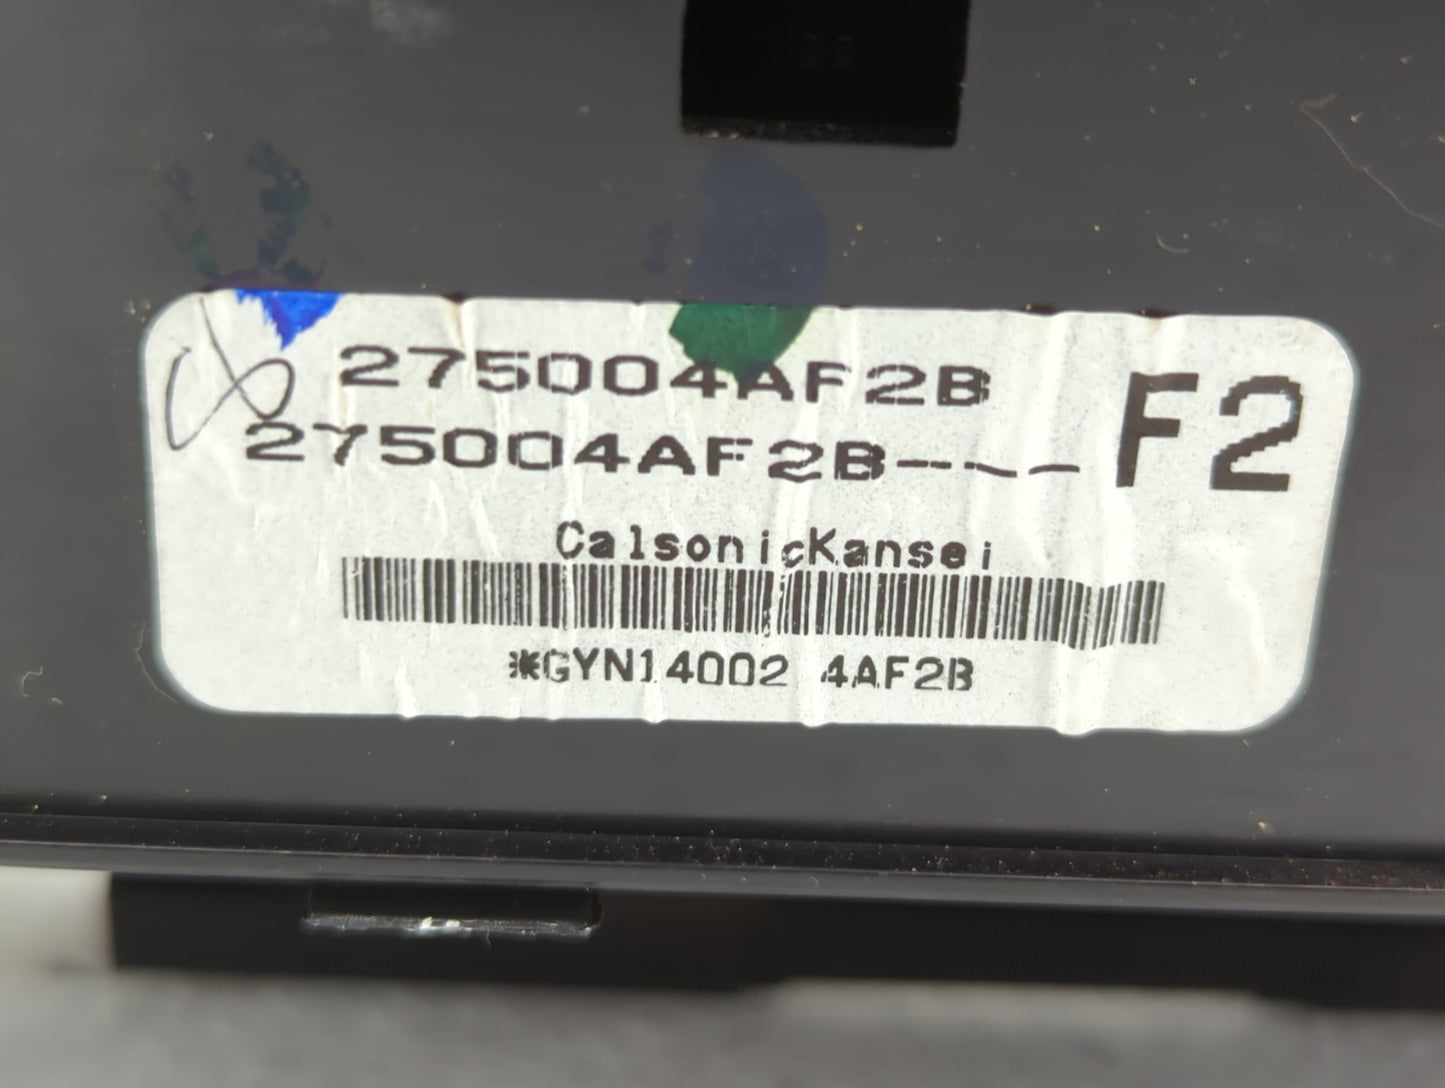 275004AF2B
275004AF2B---- F2
CalsonicKansei
*GYN14002 4AF2B